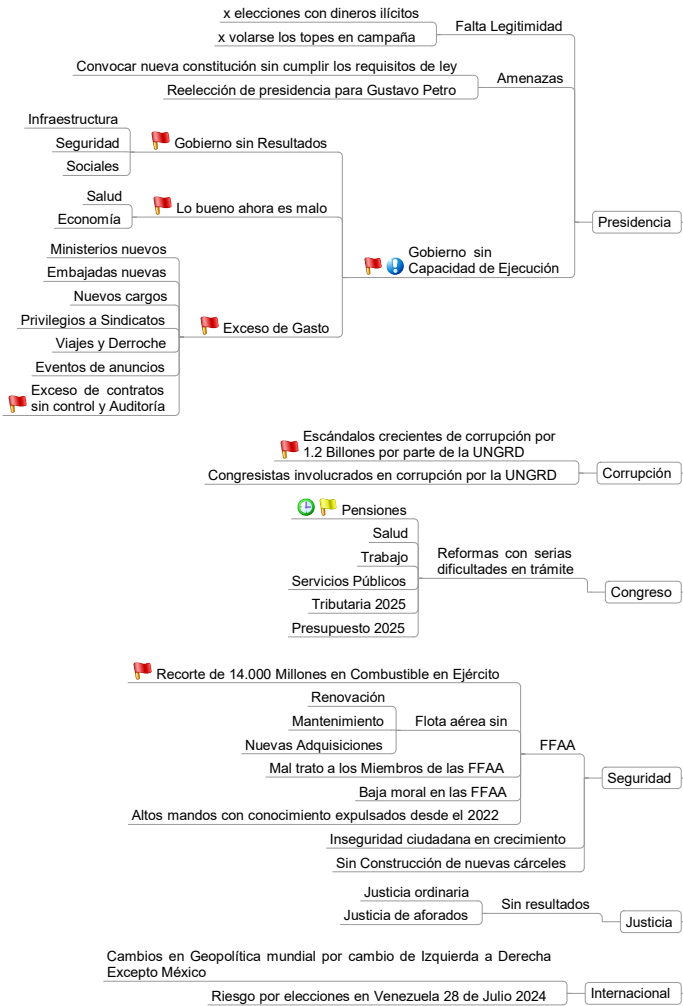 x elecciones con dineros ilícitos
x volarse los topes en campaña
Falta Legitimidad
Convocar nueva constitución sin cumplir los requisitos de ley
Reelección de presidencia para Gustavo Petro
Amenazas
Infraestructura
Seguridad
Sociales
Gobierno sin Resultados
Salud
Economía
Lo bueno ahora es malo
Ministerios nuevos
Embajadas nuevas
Nuevos cargos
Privilegios a Sindicatos
Viajes y Derroche
Eventos de anuncios
Exceso de contratos
sin control y Auditoría
Exceso de Gasto
Gobierno sin
Capacidad de Ejecución
Presidencia
Escándalos crecientes de corrupción por
1.2 Billones por parte de la UNGRD
Congresistas involucrados en corrupción por la UNGRD
Corrupción
Pensiones
Salud
Trabajo
Servicios Públicos
Tributaria 2025
Presupuesto 2025
Reformas con serias
dificultades en trámite
Congreso
Recorte de 14.000 Millones en Combustible en Ejército
Renovación
Mantenimiento
Nuevas Adquisiciones
Flota aérea sin
Mal trato a los Miembros de las FFAA
Baja moral en las FFAA
Altos mandos con conocimiento expulsados desde el 2022
FFAA
Inseguridad ciudadana en crecimiento
Sin Construcción de nuevas cárceles
Seguridad
Justicia ordinaria
Justicia de aforados
Sin resultados
Justicia
Cambios en Geopolítica mundial por cambio de Izquierda a Derecha
Excepto México
Riesgo por elecciones en Venezuela 28 de Julio 2024
Internacional